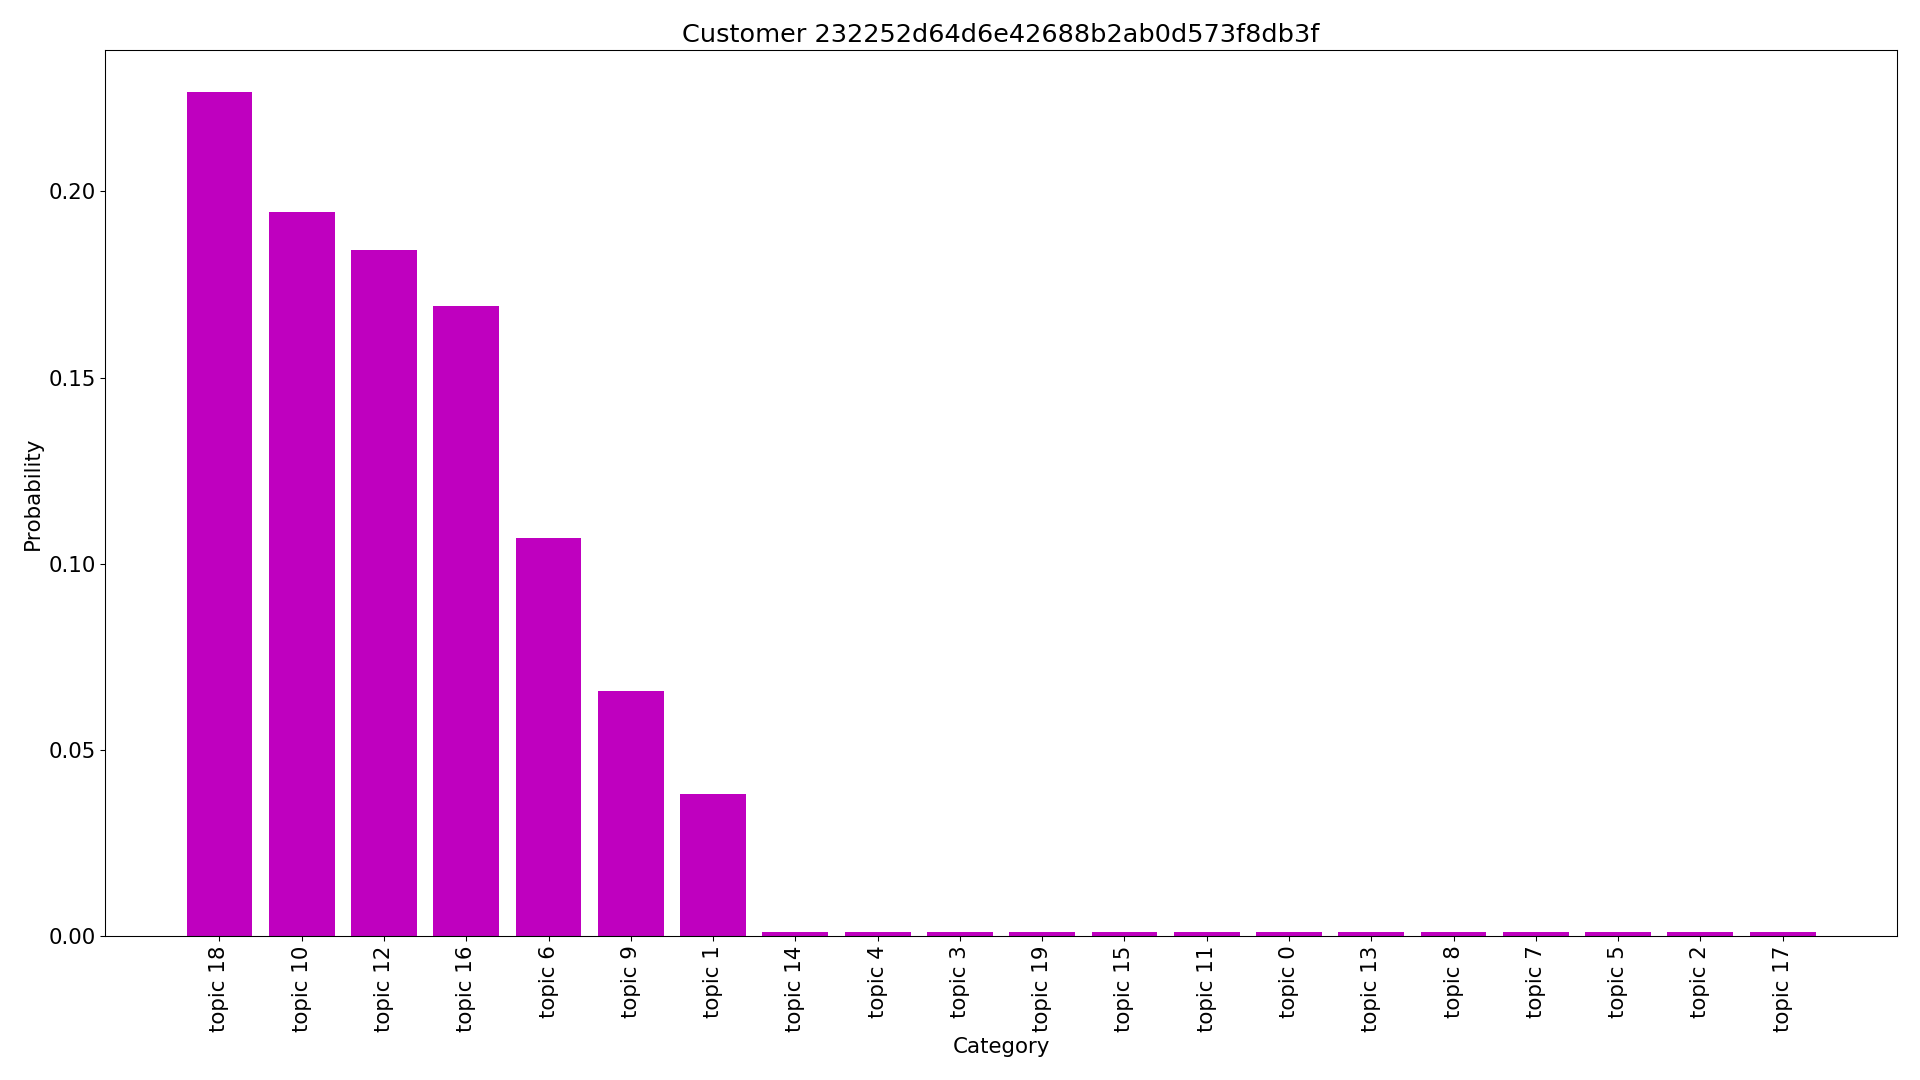 Customer 232252d64d6e42688b2ab0d573f8db3f
Probability
0.20
0.15
0.10
0.05
0.00
topic 18
topic 10
topic 12
topic 16
topic 6
topic 9
topic 1
topic 14
topic 4
topic 3
topic 19
topic 15
topic 11
topic 0
topic 13
topic 8
topic 7
topic 5
topic 2
topic 17
Category